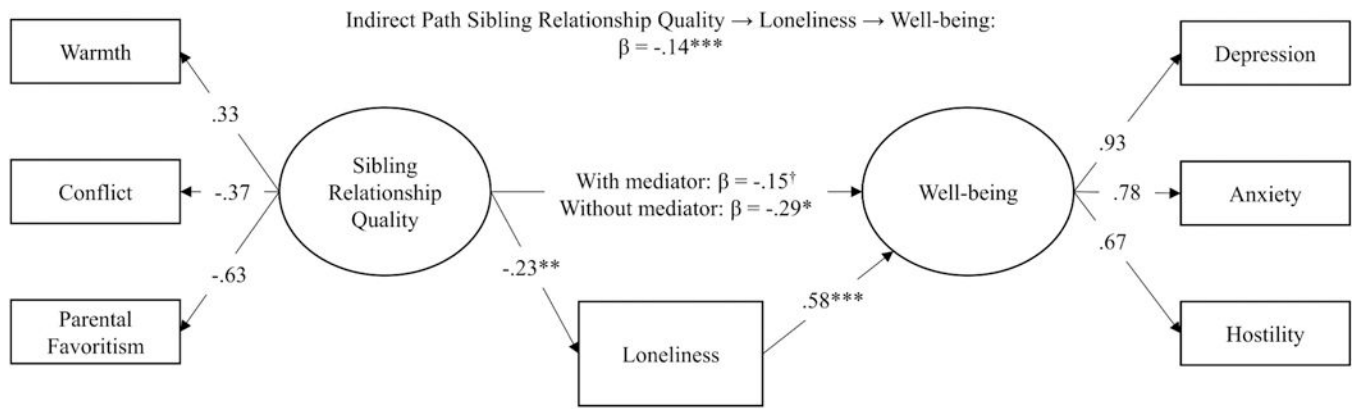 Indirect Path Sibling Relationship Quality → Loneliness → Well-being:
β = -.14***
Warmth
Conflict
Parental
Favoritism
.33
-.37
-.63
Sibling
Relationship
Quality
With mediator: β = -.15†
Without mediator: β = -.29*
-.23**
Loneliness
.58***
Well-being
.93
.78
.67
Depression
Anxiety
Hostility